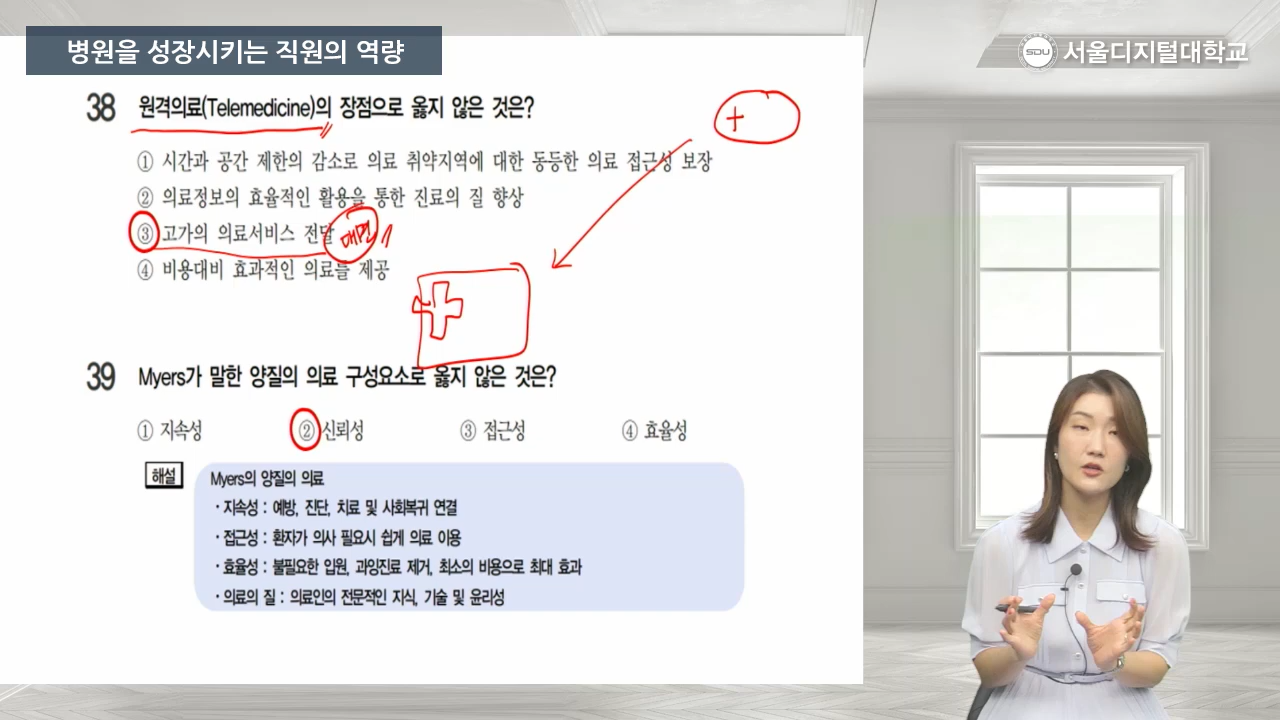 병원을 성장시키는 직원의 역량
SDU 서울디지털대학교
38 원격의료(Telemedicine)의 장점으로 옳지 않은 것은?
① 시간과 공간 제한의 감소로 의료 취약지역에 대한 동등한 의료 접근성 보장
② 의료정보의 효율적인 활용을 통한 진료의 질 향상
③ 고가의 의료서비스 전달
④ 비용대비 효과적인 의료를 제공
39 Myers가 말한 양질의 의료 구성요소로 옳지 않은 것은?
① 지속성 ② 신뢰성 ③ 접근성 ④ 효율성
해설
Myers의 양질의 의료
· 지속성 : 예방, 진단, 치료 및 사회복귀 연결
· 접근성 : 환자가 의사 필요시 쉽게 의료 이용
· 효율성 : 불필요한 입원, 과잉진료 제거, 최소의 비용으로 최대 효과
· 의료의 질 : 의료인의 전문적인 지식, 기술 및 윤리성